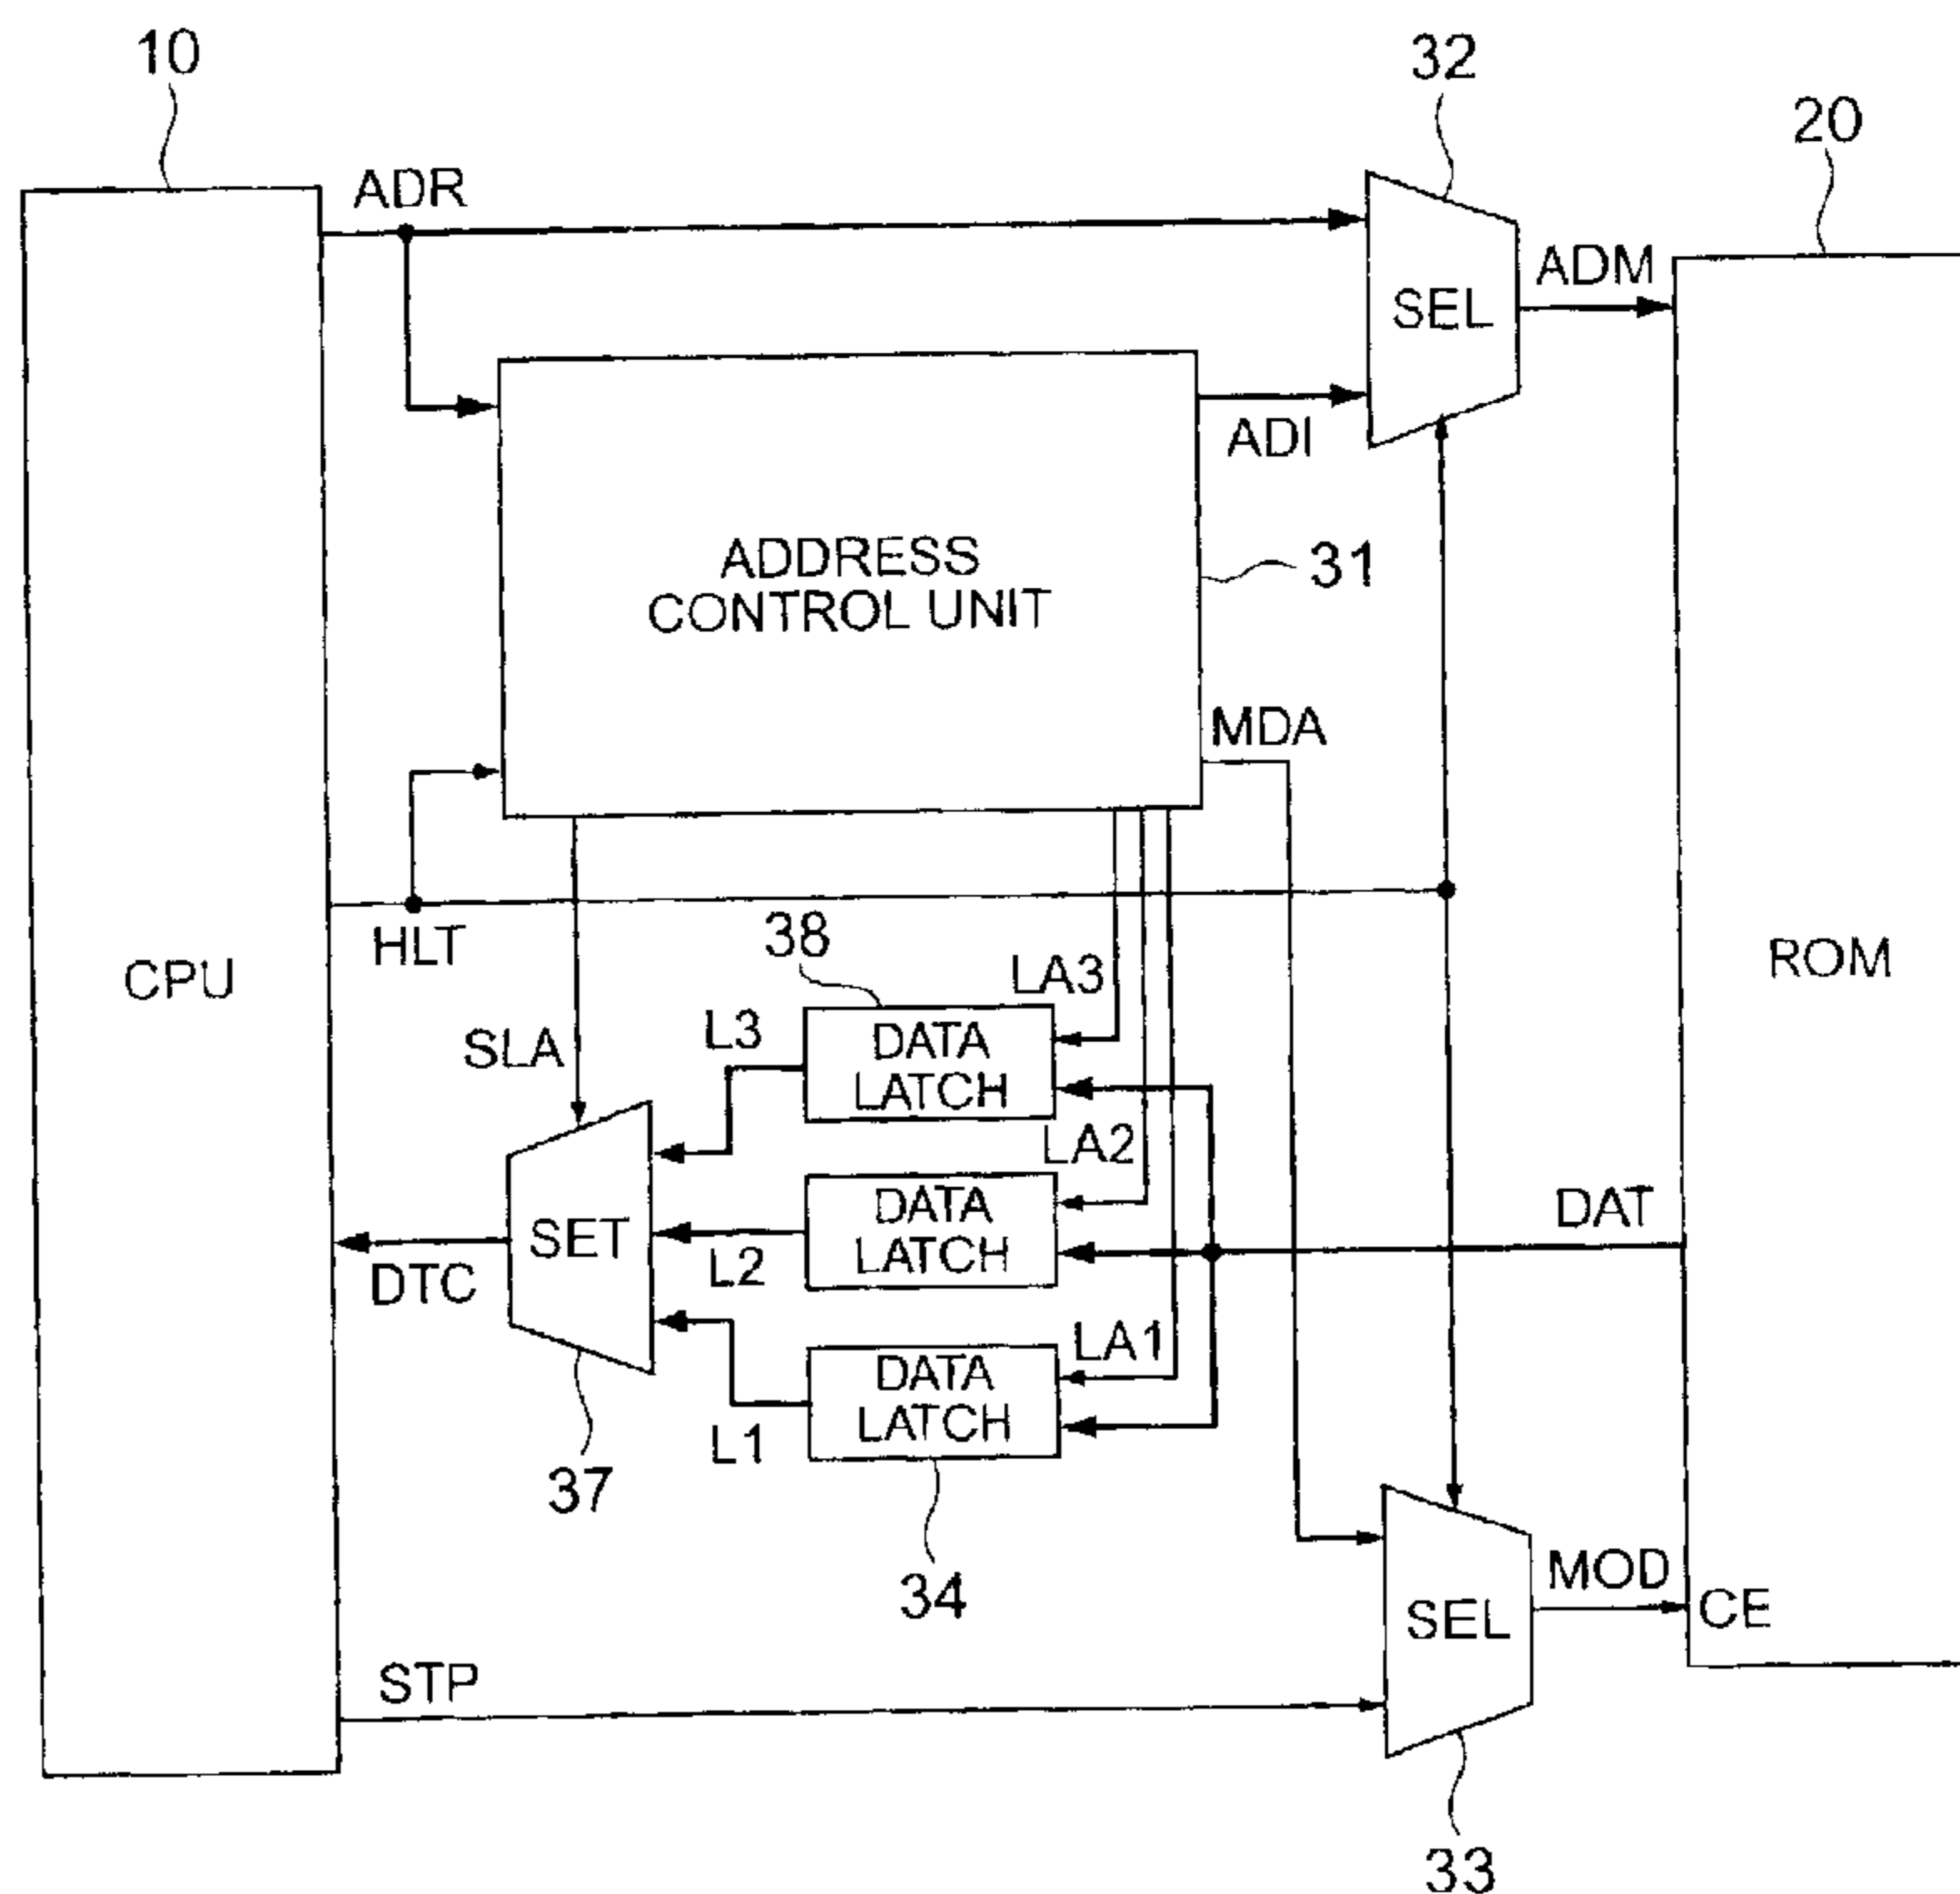 10
32
20
ADR
ADM
SEL
ADI
ADDRESS
CONTROL UNIT
31
MDA
HLT
38
CPU
ROM
LA3
L3
DATA
LATCH
SLA
LA2
DATA
LATCH
DAT
SET
L2
DTC
LA1
DATA
LATCH
L1
37
34
MOD
CE
SEL
STP
33